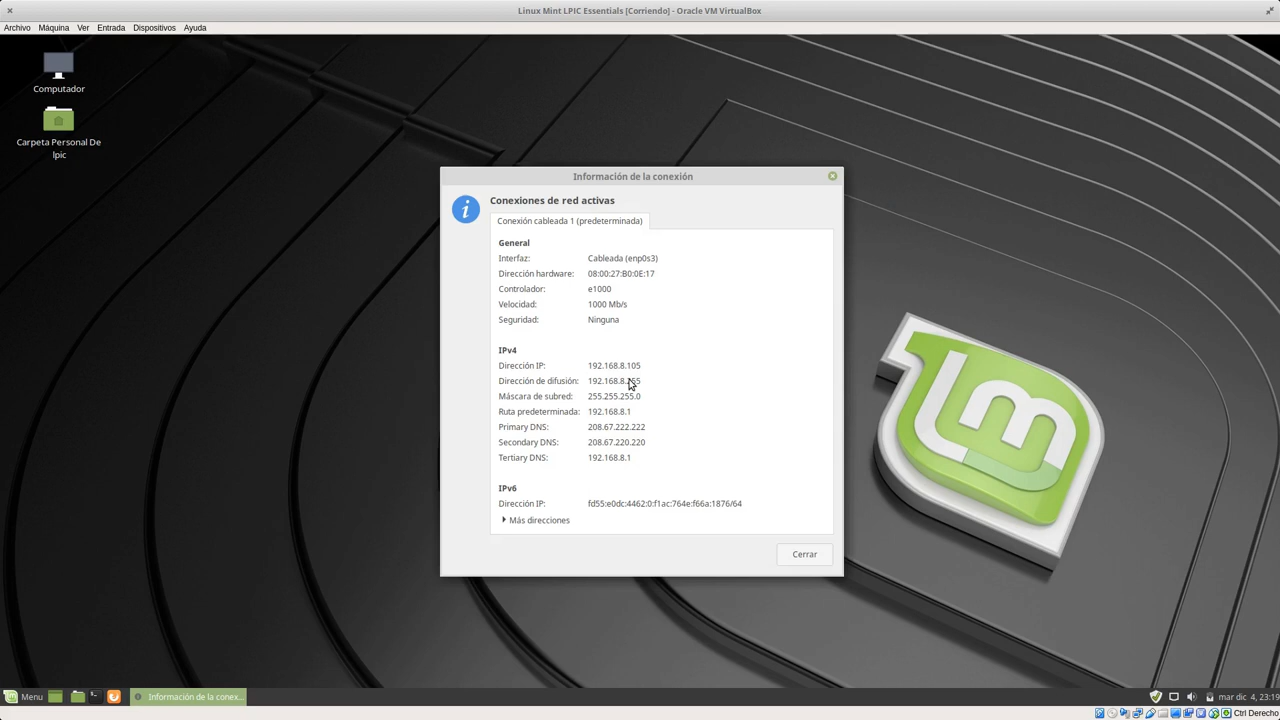 Linux Mint LPIC Essentials [Corriendo] - Oracle VM VirtualBox
Archivo Máquina Ver Entrada Dispositivos Ayuda
Computador
Carpeta Personal De
lpic
Información de la conexión
Conexiones de red activas
Conexión cableada 1 (predeterminada)
General
Interfaz: Cableada (enp0s3)
Dirección hardware: 08:00:27:B0:0E:17
Controlador: e1000
Velocidad: 1000 Mb/s
Seguridad: Ninguna
IPv4
Dirección IP: 192.168.8.105
Dirección de difusión: 192.168.8.255
Máscara de subred: 255.255.255.0
Ruta predeterminada: 192.168.8.1
Primary DNS: 208.67.222.222
Secondary DNS: 208.67.220.220
Tertiary DNS: 192.168.8.1
IPv6
Dirección IP: fd55:e0dc:4462:0:f1ac:764e:f66a:1876/64
Más direcciones
Cerrar
lm
Menu Información de la conex... mar dic 4, 23:19
Ctrl Derecho